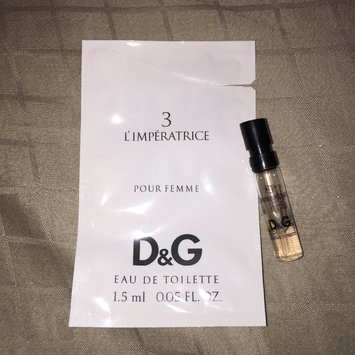 3
L'IMPÉRATRICE
POUR FEMME
D&G
EAU DE TOILETTE
1.5 ml 0.05 FL. OZ.
D&G